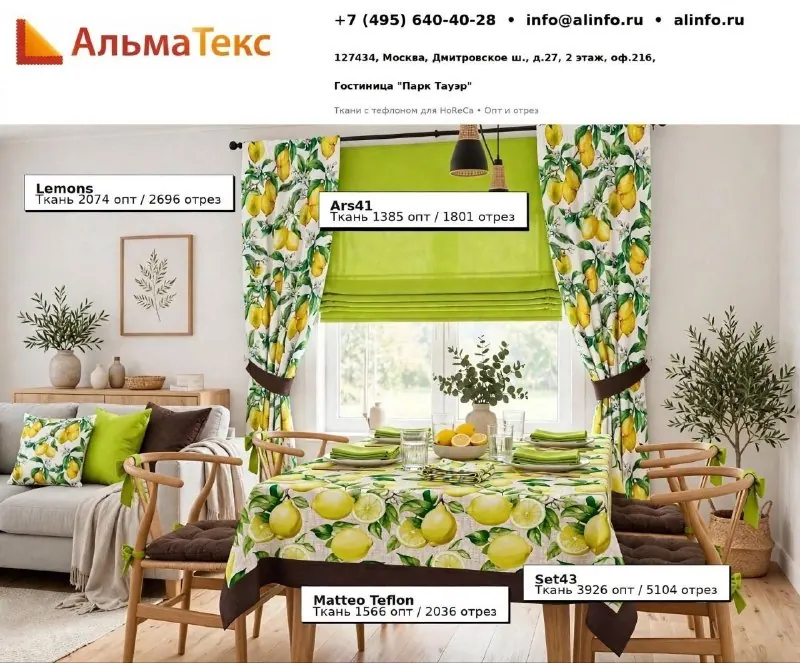 АльмаТекс
+7 (495) 640-40-28 • info@alinfo.ru • alinfo.ru
127434, Москва, Дмитровское ш., д.27, 2 этаж, оф.216,
Гостиница "Парк Тауэр"
Ткани с тефлоном для HoReCa • Опт и отрез
Lemons
Ткань 2074 опт / 2696 отрез
Ars41
Ткань 1385 опт / 1801 отрез
Set43
Ткань 3926 опт / 5104 отрез
Matteo Teflon
Ткань 1566 опт / 2036 отрез